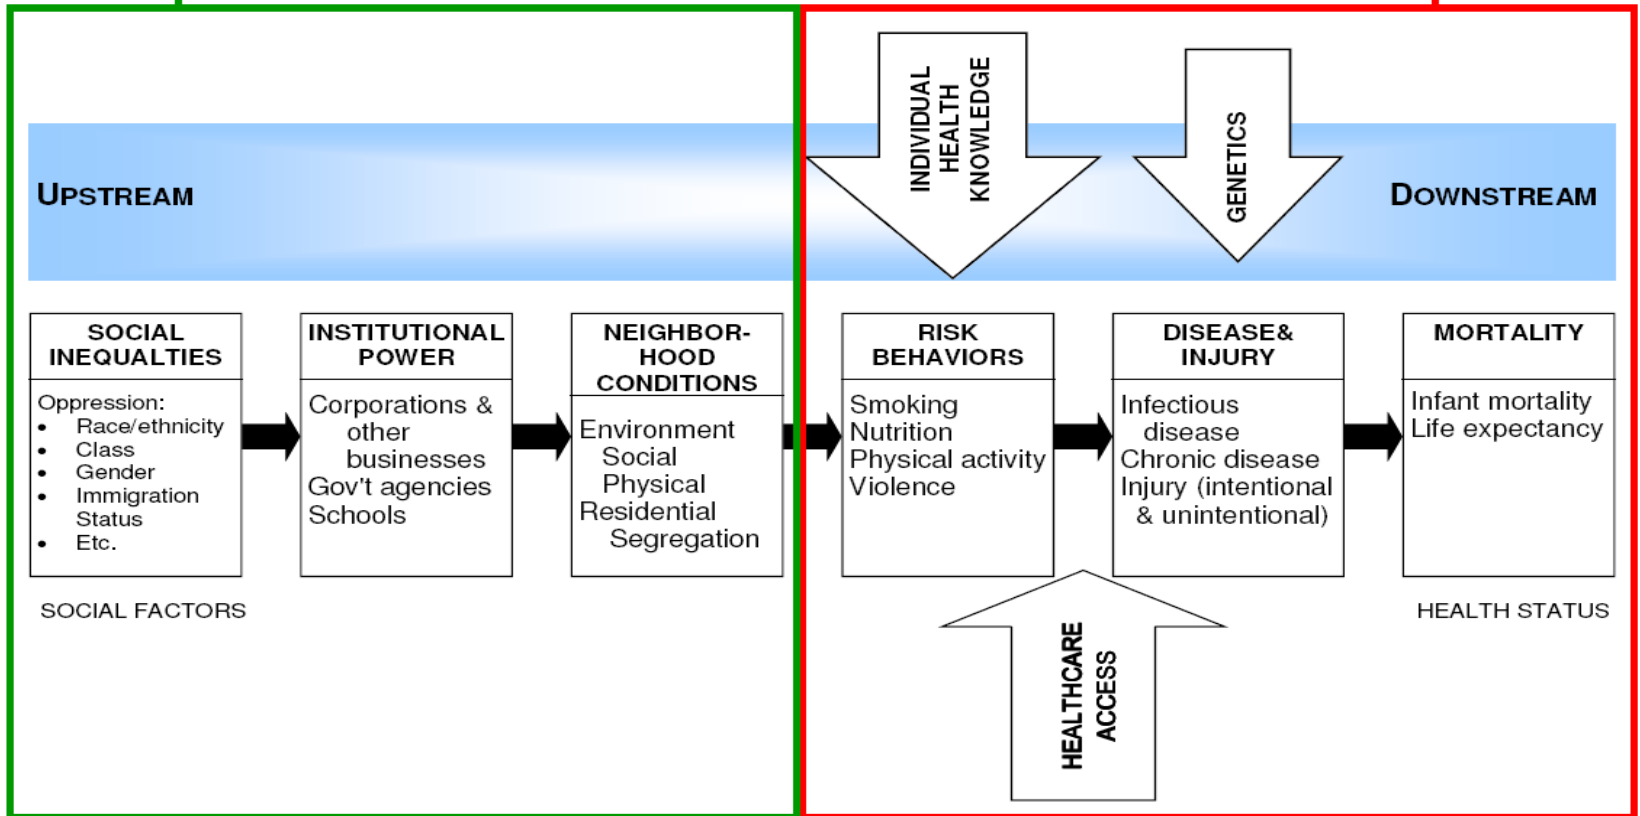 INDIVIDUAL
HEALTH
KNOWLEDGE
GENETICS
UPSTREAM
DOWNSTREAM
SOCIAL
INEQUALTIES
Oppression:
• Race/ethnicity
• Class
• Gender
• Immigration
Status
• Etc.
INSTITUTIONAL
POWER
Corporations &
other
businesses
Gov't agencies
Schools
NEIGHBOR-
HOOD
CONDITIONS
Environment
Social
Physical
Residential
Segregation
RISK
BEHAVIORS
Smoking
Nutrition
Physical activity
Violence
DISEASE&
INJURY
Infectious
disease
Chronic disease
Injury (intentional
& unintentional)
MORTALITY
Infant mortality
Life expectancy
SOCIAL FACTORS
HEALTH STATUS
HEALTHCARE
ACCESS